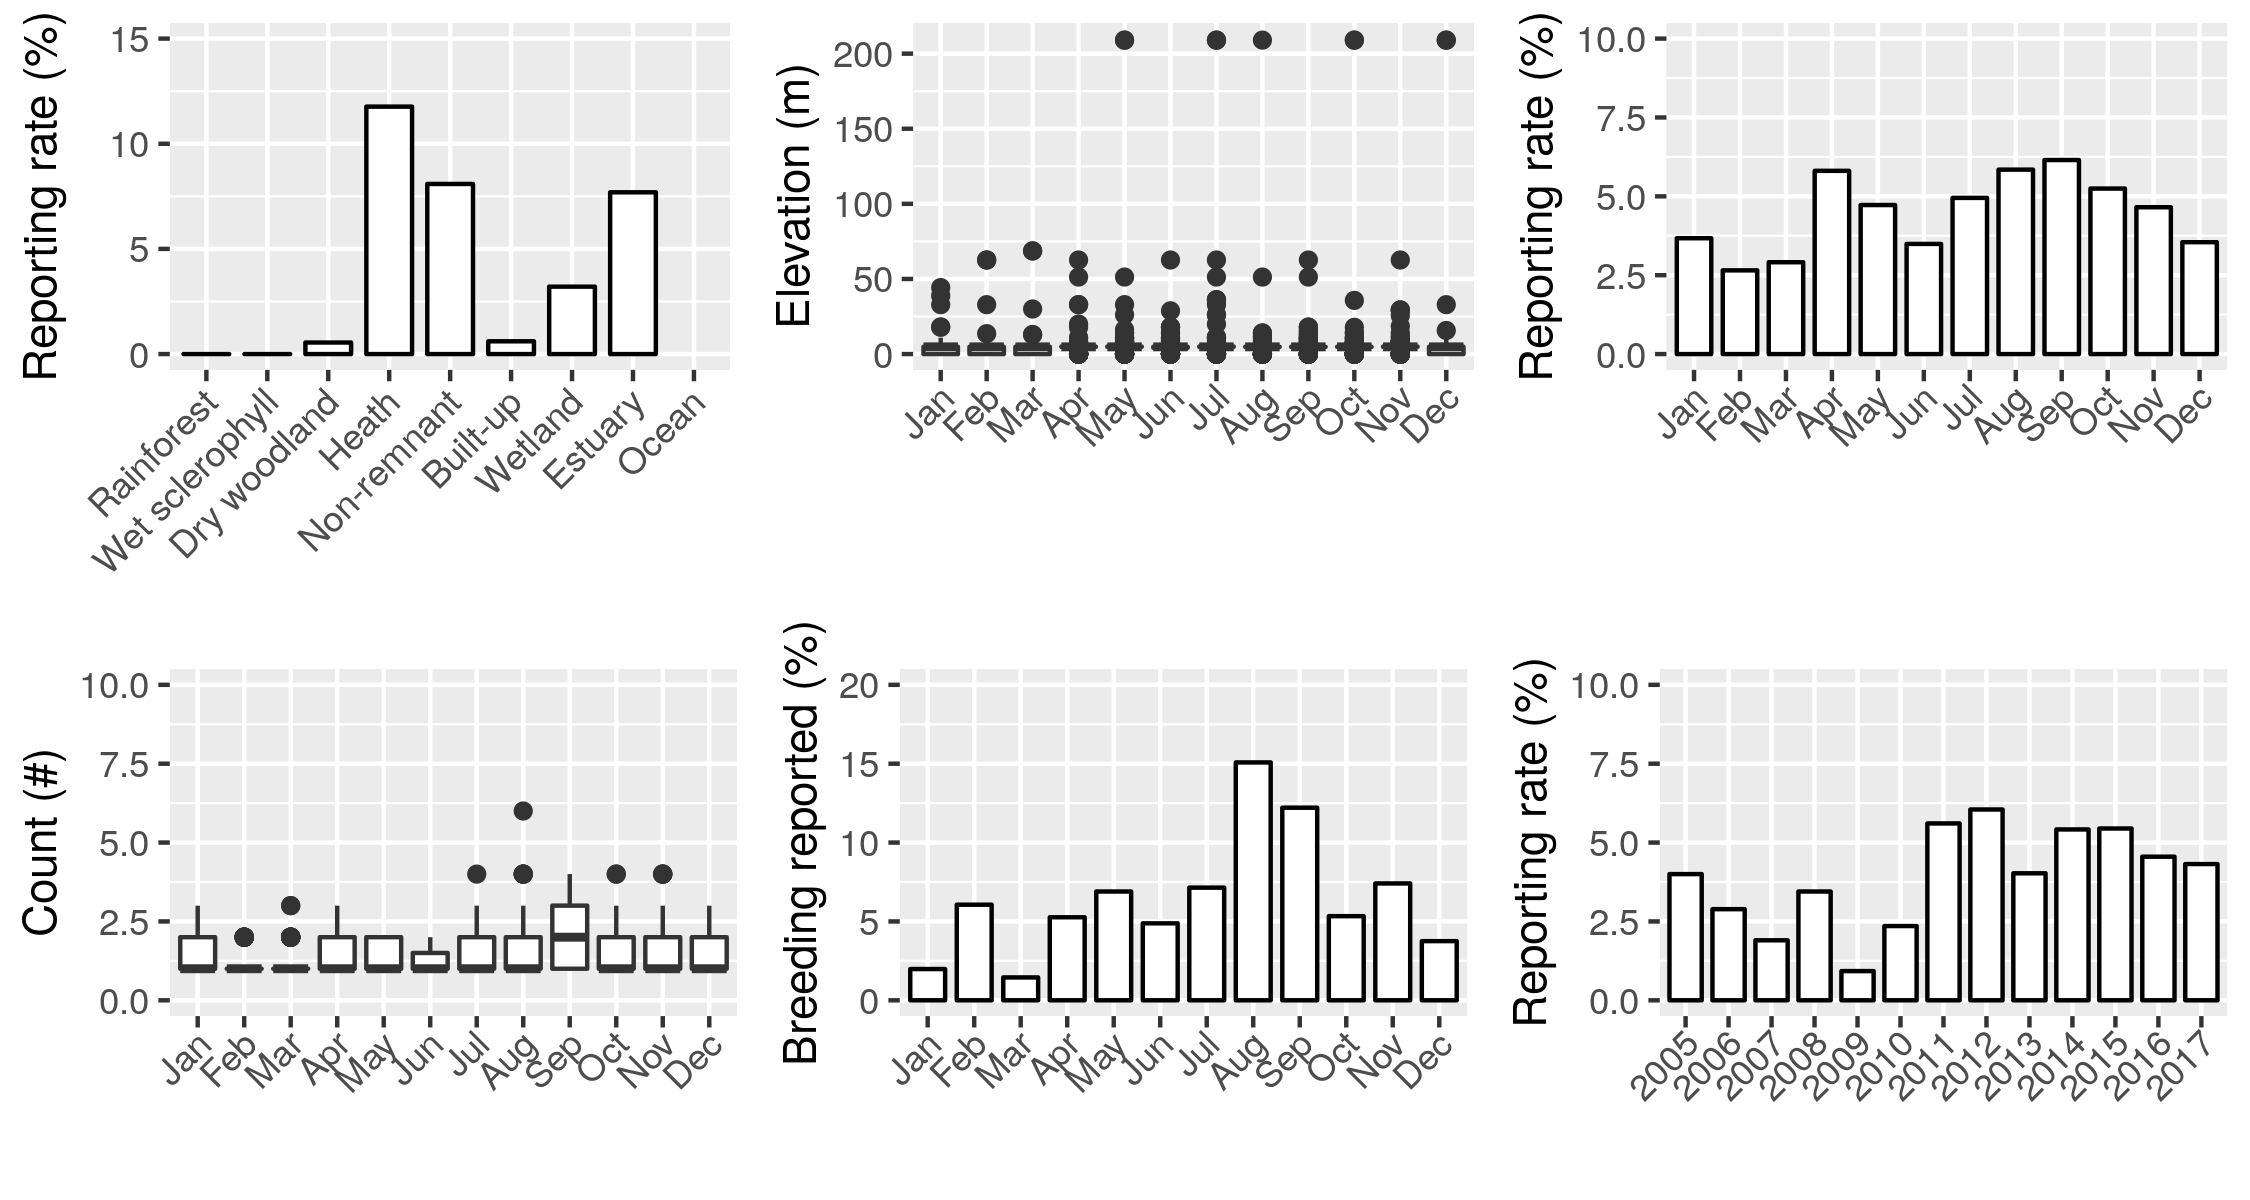 Reporting rate (%)
15
10
5
0
Rainforest
Wet sclerophyll
Dry woodland
Heath
Non-remnant
Built-up
Wetland
Estuary
Ocean
Elevation (m)
200
150
100
50
0
Jan
Feb
Mar
Apr
May
Jun
Jul
Aug
Sep
Oct
Nov
Dec
Reporting rate (%)
10.0
7.5
5.0
2.5
0.0
Jan
Feb
Mar
Apr
May
Jun
Jul
Aug
Sep
Oct
Nov
Dec
Count (#)
10.0
7.5
5.0
2.5
0.0
Jan
Feb
Mar
Apr
May
Jun
Jul
Aug
Sep
Oct
Nov
Dec
Breeding reported (%)
20
15
10
5
0
Jan
Feb
Mar
Apr
May
Jun
Jul
Aug
Sep
Oct
Nov
Dec
Reporting rate (%)
10.0
7.5
5.0
2.5
0.0
2005
2006
2007
2008
2009
2010
2011
2012
2013
2014
2015
2016
2017